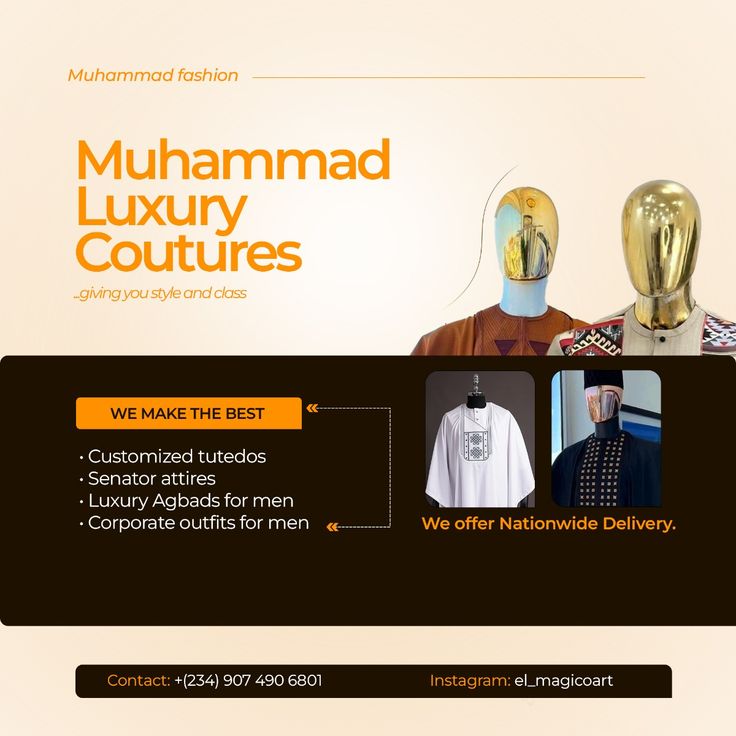 Muhammad fashion
Muhammad
Luxury
Coutures
...giving you style and class
WE MAKE THE BEST
• Customized tutedos
• Senator attires
• Luxury Agbads for men
• Corporate outfits for men
We offer Nationwide Delivery.
Contact: +(234) 907 490 6801
Instagram: el_magicoart